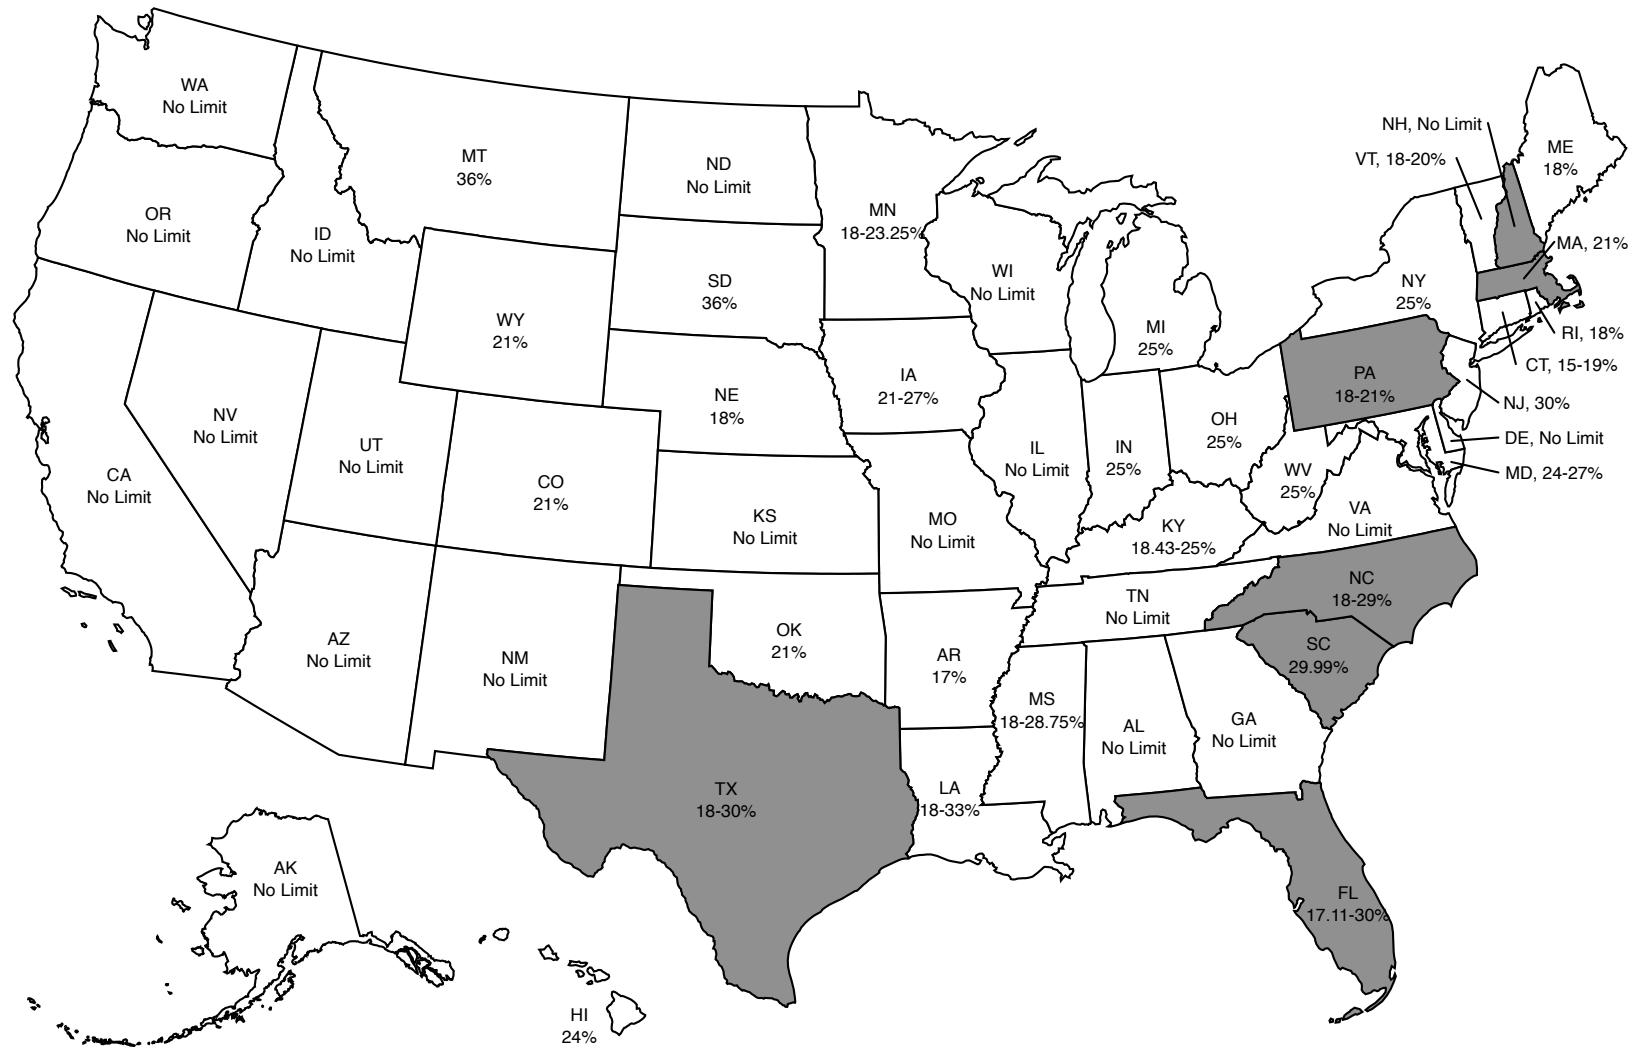 WA
No Limit
OR
No Limit
ID
No Limit
MT
36%
ND
No Limit
MN
18-23.25%
WI
No Limit
SD
36%
WY
21%
NE
18%
IA
21-27%
MI
25%
NY
25%
NH, No Limit
VT, 18-20%
ME
18%
MA, 21%
RI, 18%
CT, 15-19%
NJ, 30%
DE, No Limit
MD, 24-27%
PA
18-21%
OH
25%
IN
25%
IL
No Limit
WV
25%
VA
No Limit
KY
18.43-25%
NV
No Limit
UT
No Limit
CA
No Limit
CO
21%
KS
No Limit
MO
No Limit
NC
18-29%
TN
No Limit
SC
29.99%
AZ
No Limit
NM
No Limit
OK
21%
AR
17%
MS
18-28.75%
AL
No Limit
GA
No Limit
TX
18-30%
LA
18-33%
FL
17.11-30%
AK
No Limit
HI
24%